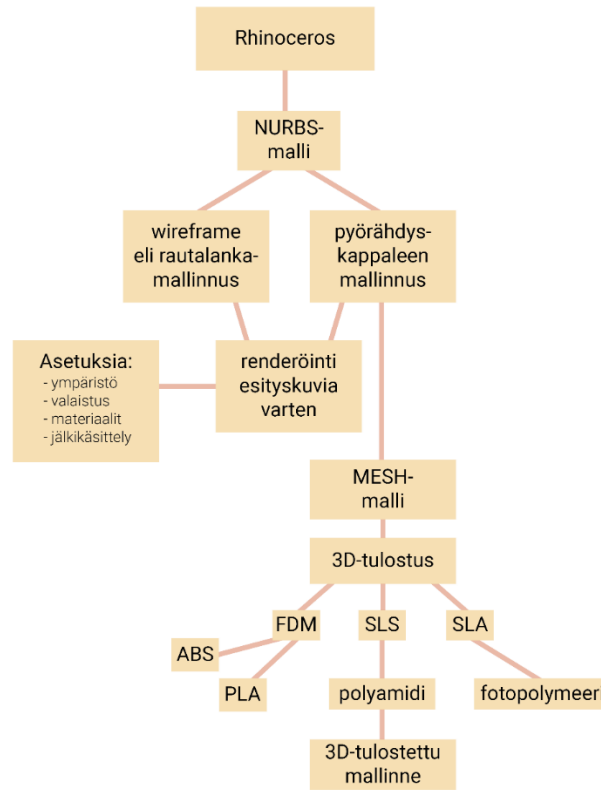 Rhinoceros
NURBS-
malli
wireframe
eli rautalanka-
mallinnus
pyörähdys-
kappaleen
mallinnus
Asetuksia:
- ympäristö
- valaistus
- materiaalit
- jälkikäsittely
renderöinti
esityskuvia
varten
MESH-
malli
3D-tulostus
FDM
SLS
SLA
ABS
PLA
polyamidi
fotopolymeer
3D-tulostettu
mallinne